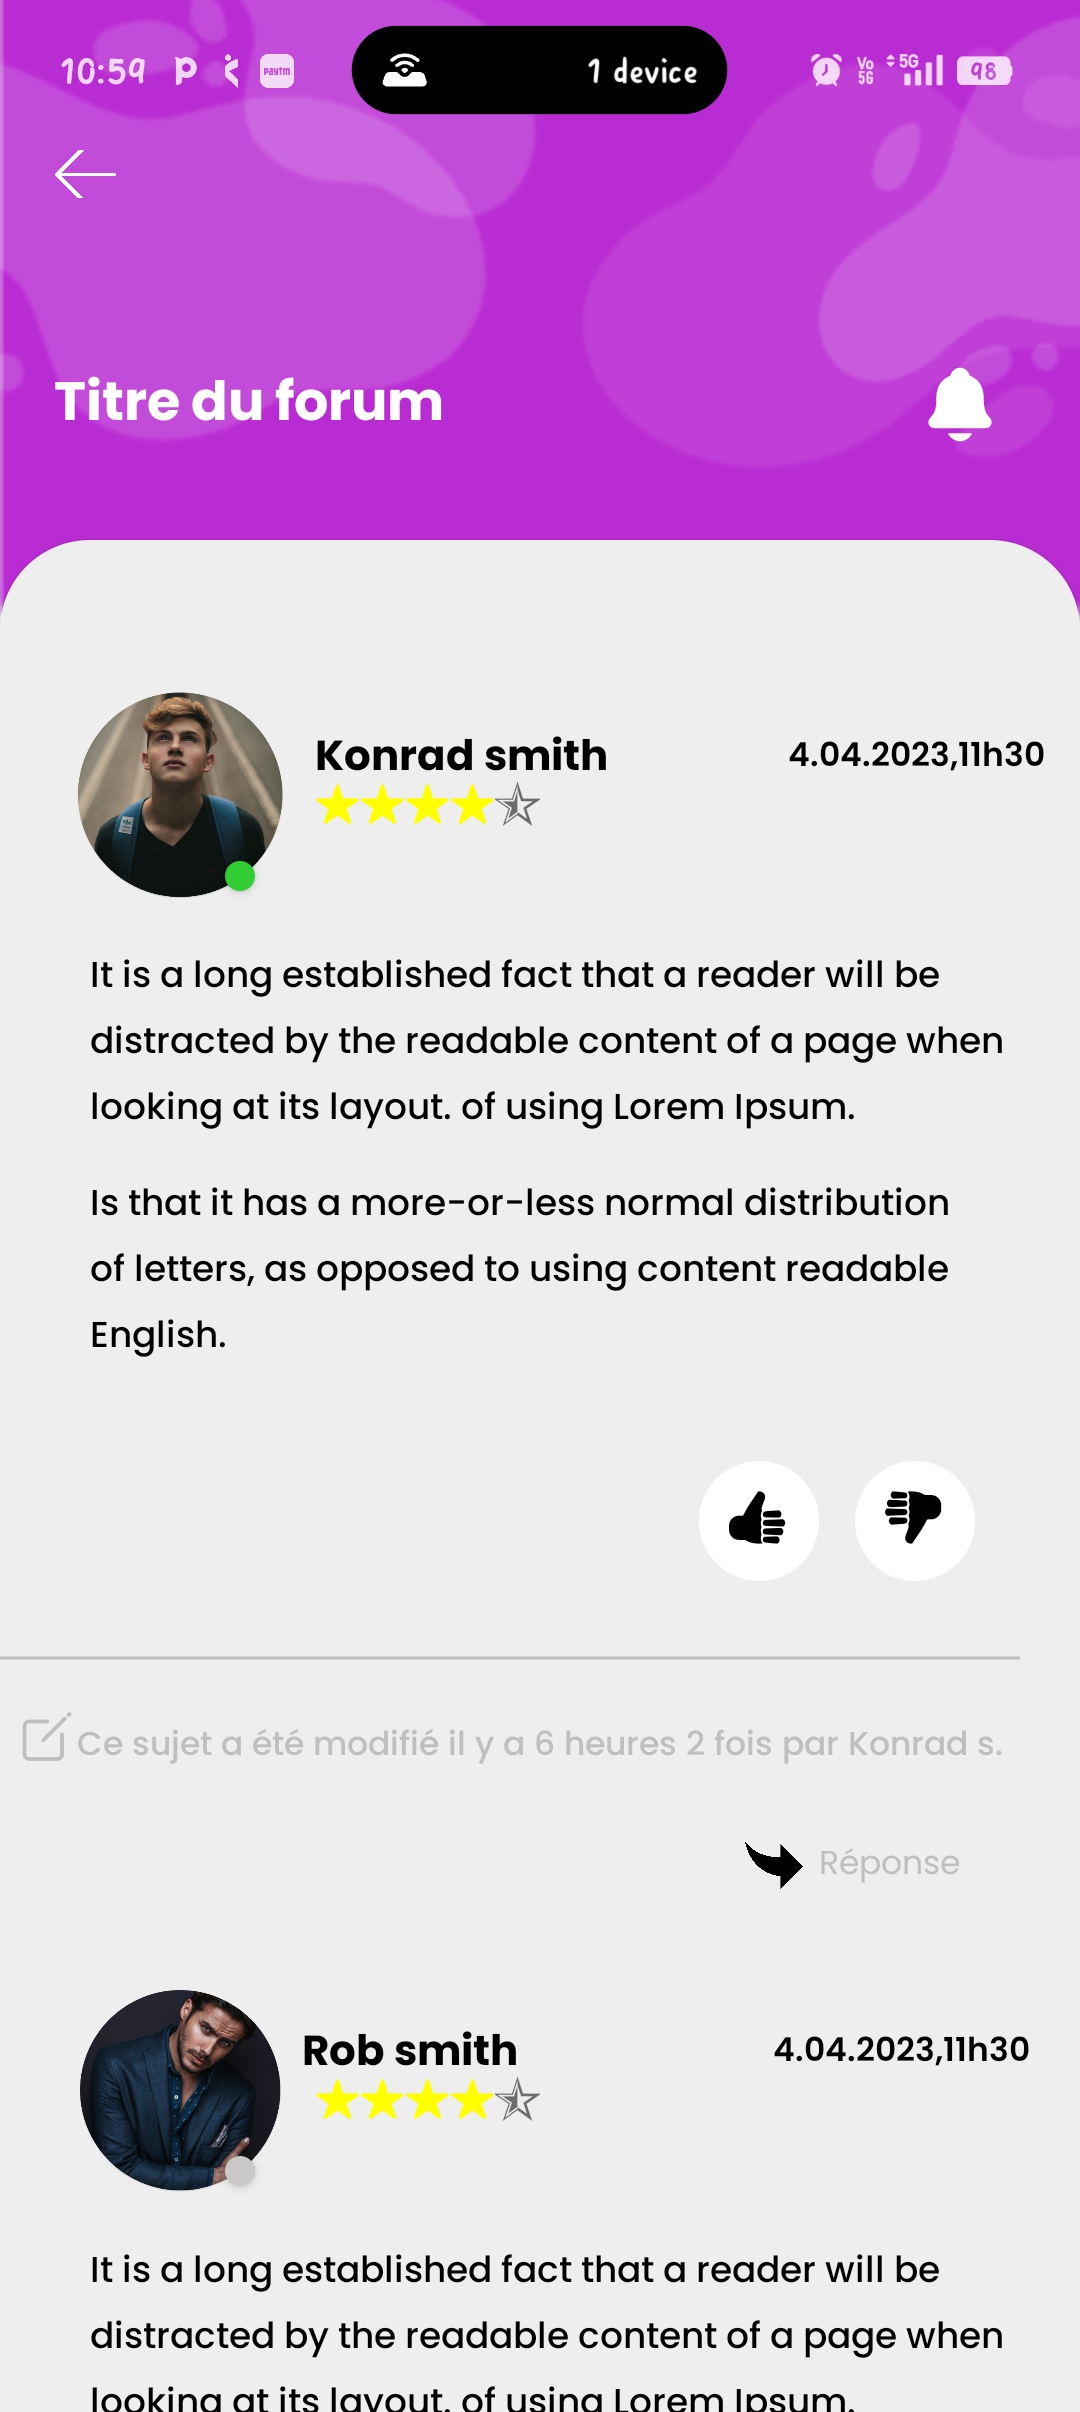 10:59
paytm
1 device
Vo
5G
5G
98
Titre du forum
Konrad smith
4.04.2023,11h30
It is a long established fact that a reader will be
distracted by the readable content of a page when
looking at its layout. of using Lorem Ipsum.
Is that it has a more-or-less normal distribution
of letters, as opposed to using content readable
English.
Ce sujet a été modifié il y a 6 heures 2 fois par Konrad s.
Réponse
Rob smith
4.04.2023,11h30
It is a long established fact that a reader will be
distracted by the readable content of a page when
looking at its layout. of using Lorem Ipsum.